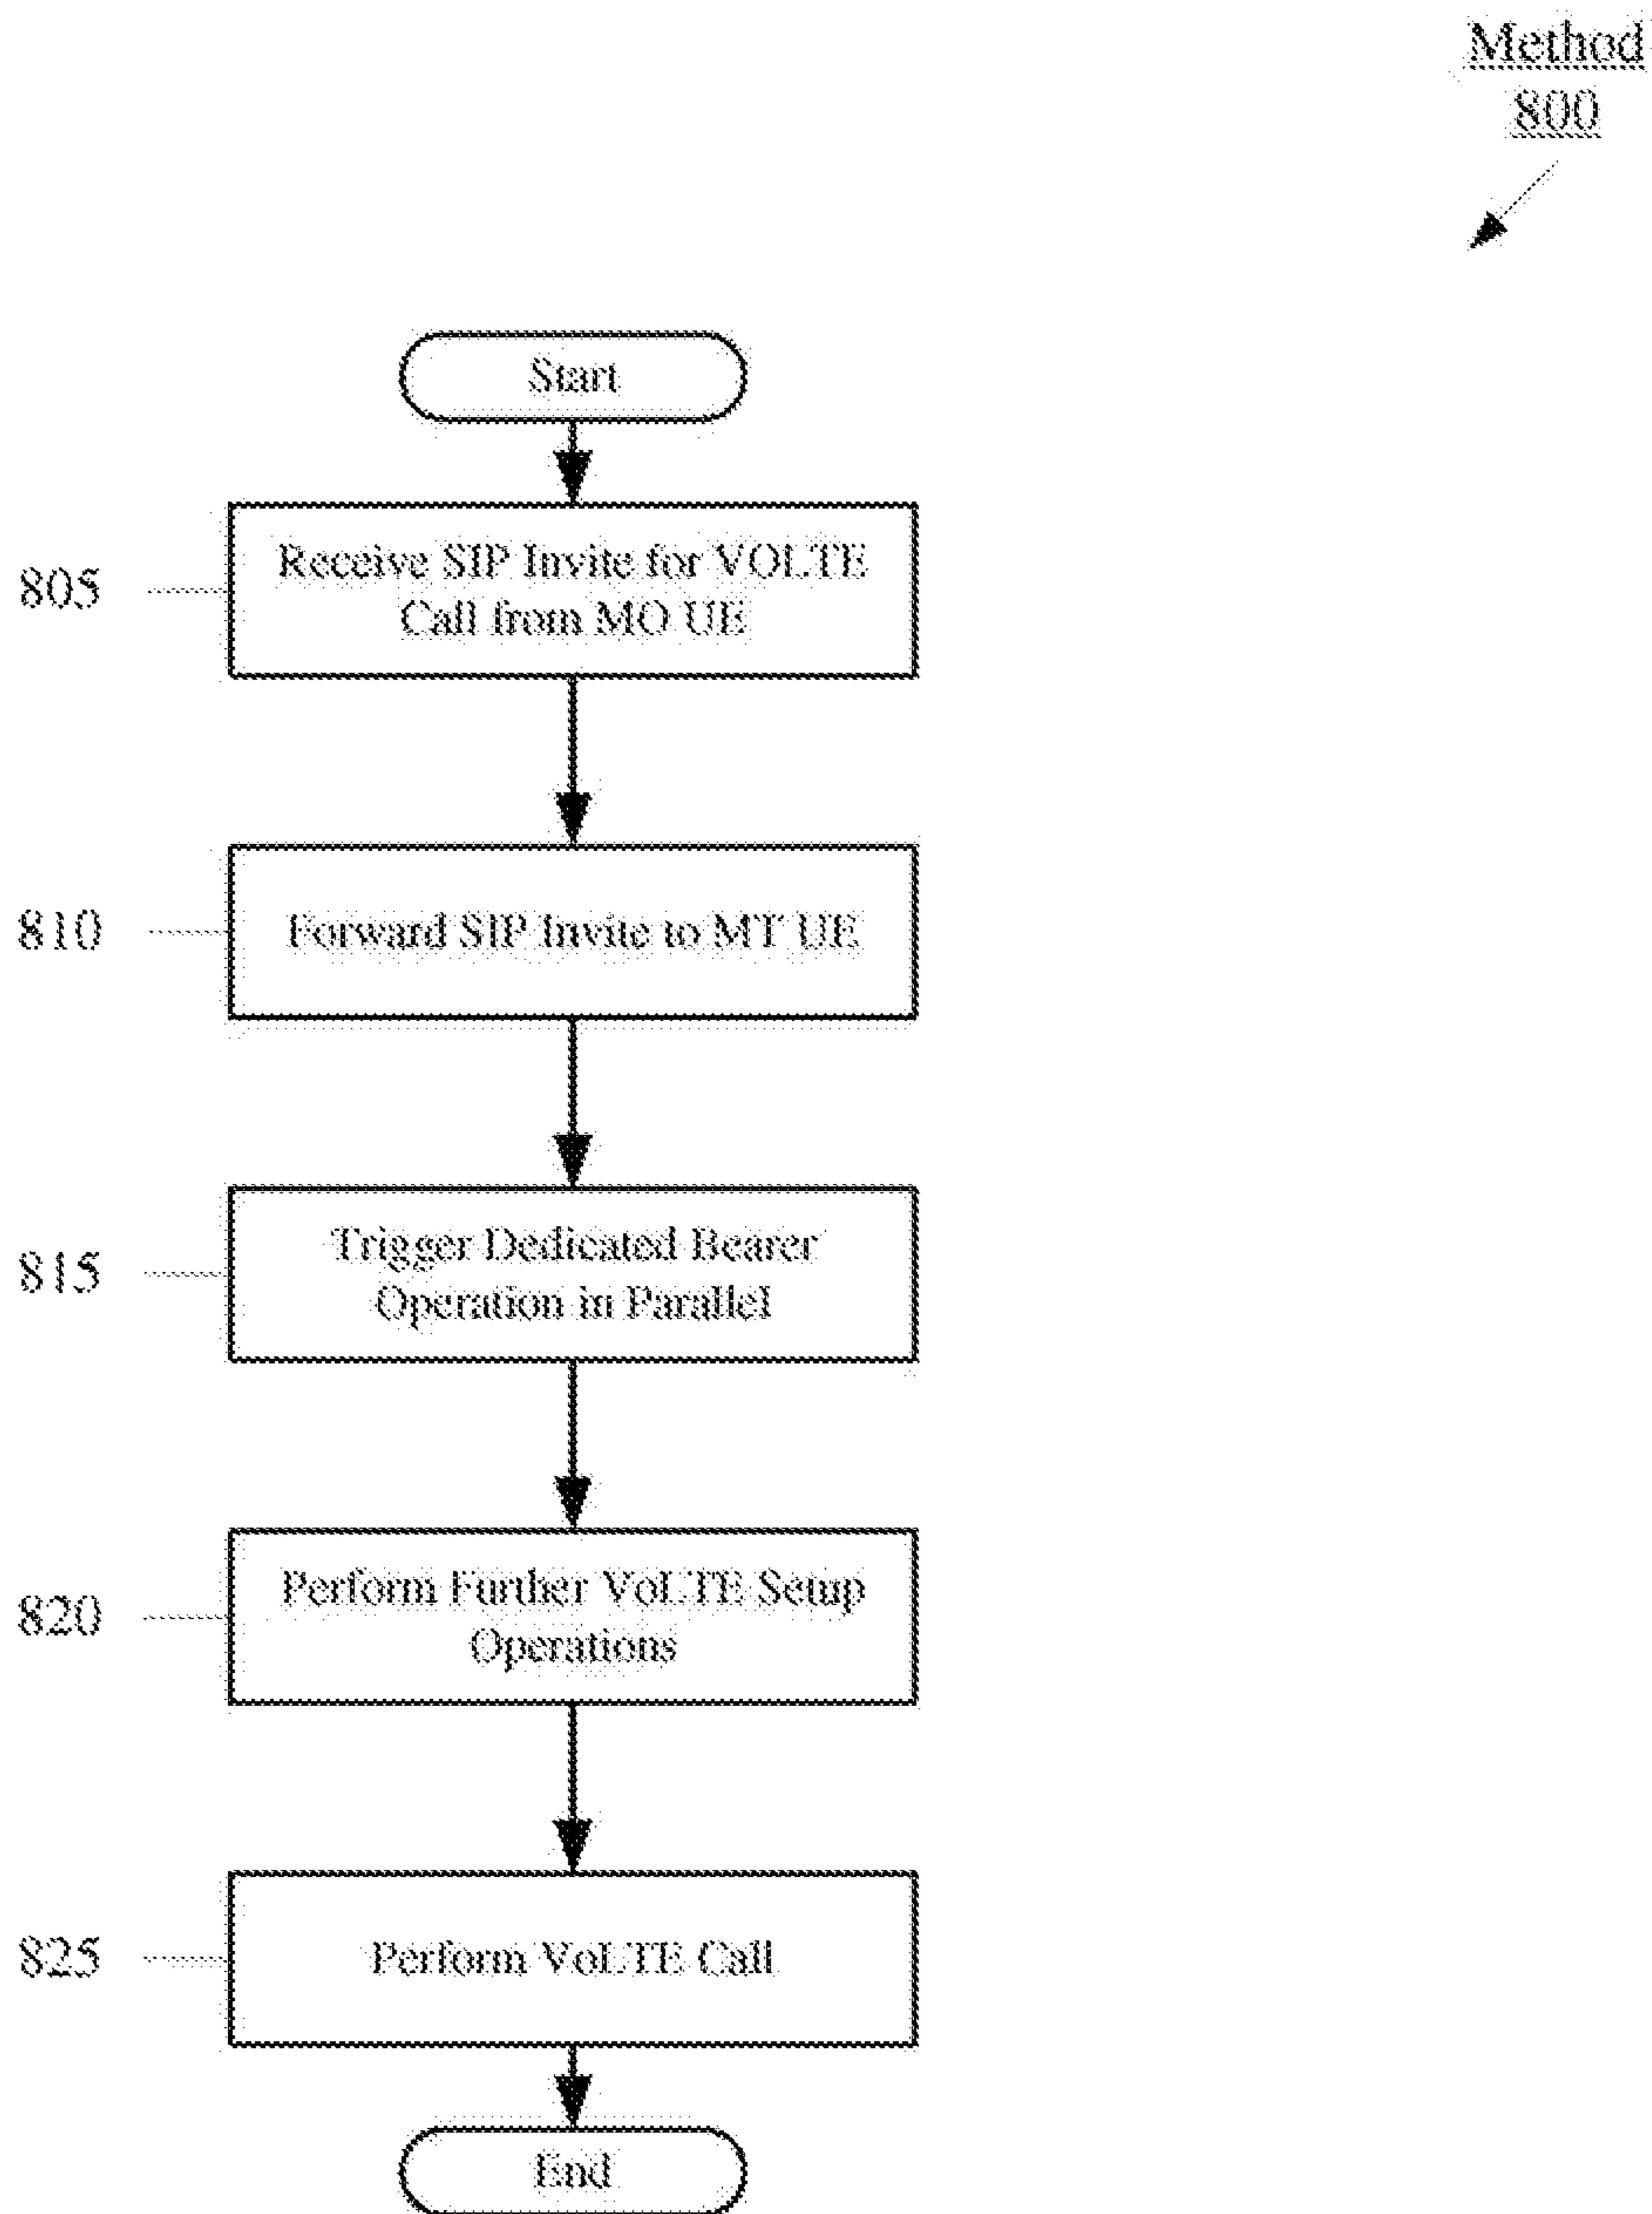 Method
800
Start
805
Receive SIP Invite for VOLTE
Call from MO UE
810
Forward SIP Invite to MT UE
815
Trigger Dedicated Bearer
Operation in Parallel
820
Perform Further VoLTE Setup
Operations
825
Perform VoLTE Call
End